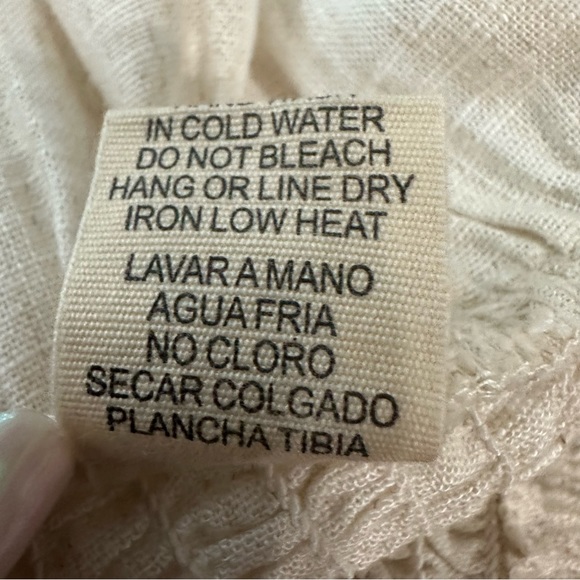 IN COLD WATER
DO NOT BLEACH
HANG OR LINE DRY
IRON LOW HEAT
LAVAR A MANO
AGUA FRIA
NO CLORO
SECAR COLGADO
PLANCHA TIBIA